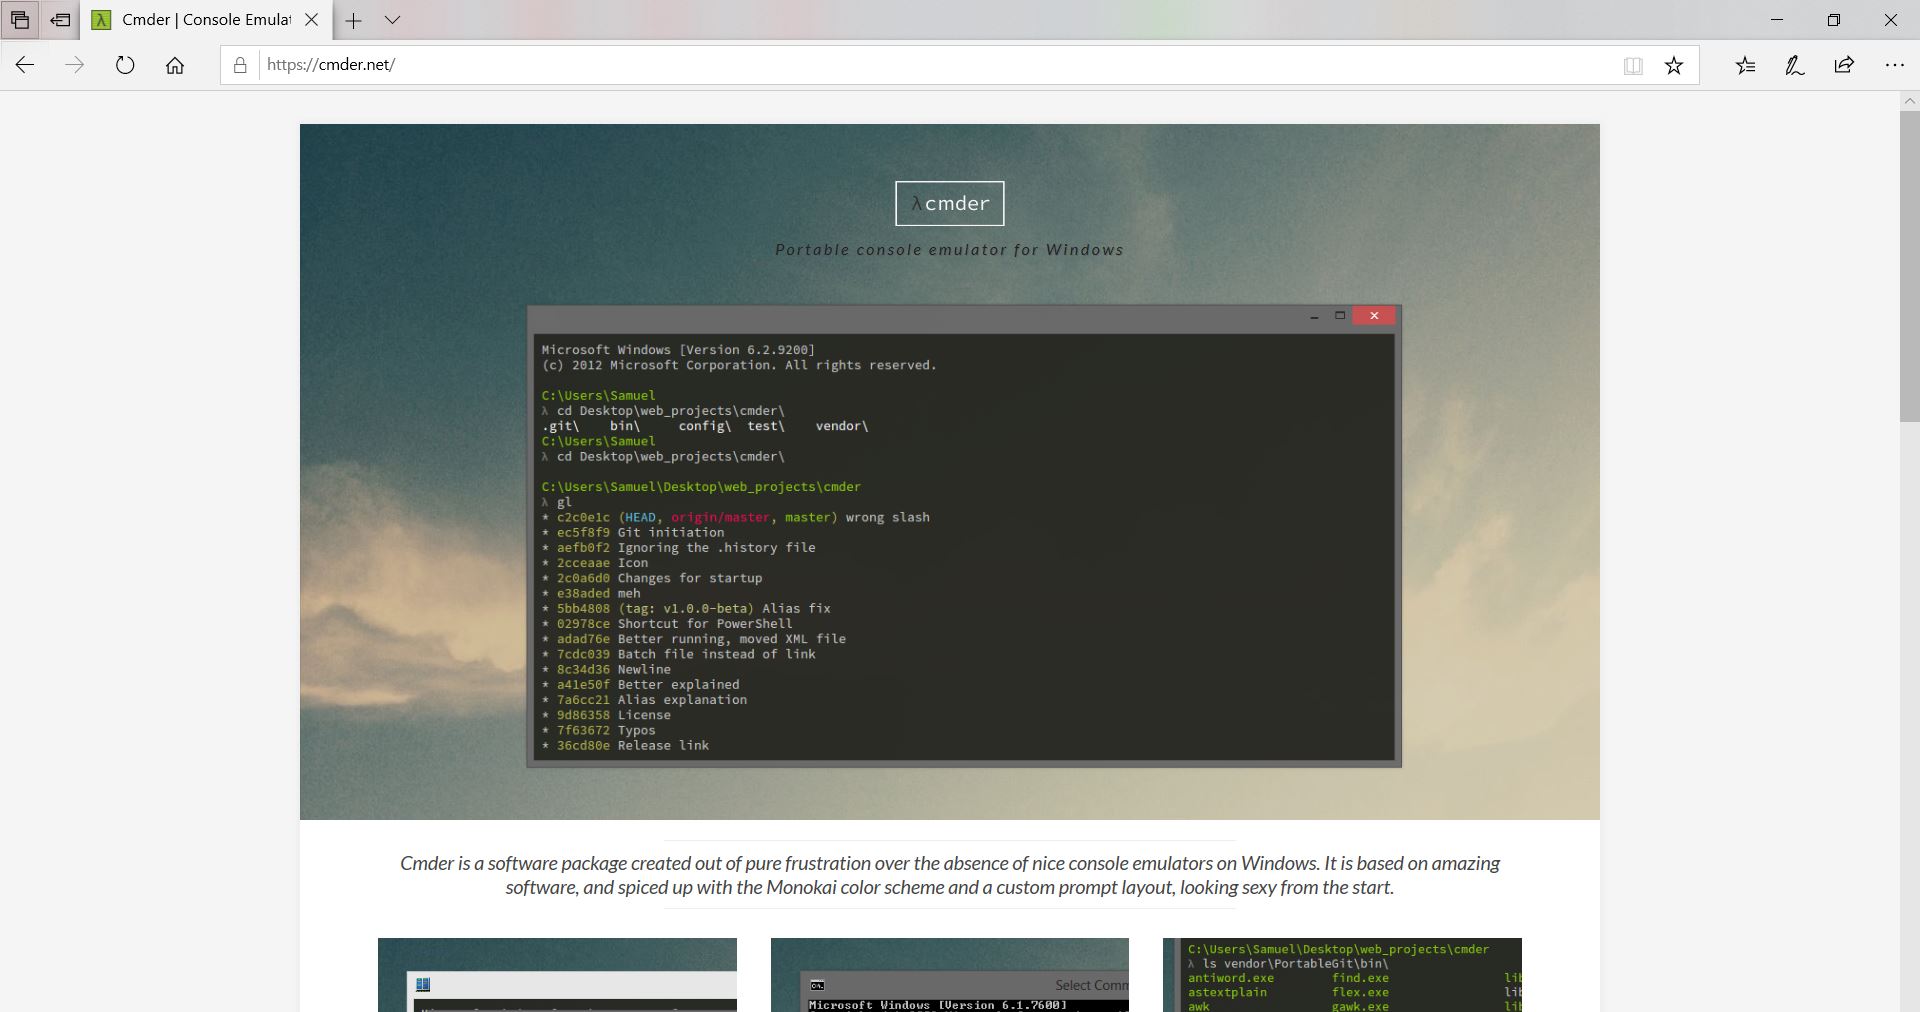 Cmder | Console Emulat
https://cmder.net/
λ cmder
Portable console emulator for Windows
Microsoft Windows [Version 6.2.9200]
(c) 2012 Microsoft Corporation. All rights reserved.
C:\Users\Samuel
λ cd Desktop\web_projects\cmder\
.git\ bin\ config\ test\ vendor\
C:\Users\Samuel
λ cd Desktop\web_projects\cmder\
C:\Users\Samuel\Desktop\web_projects\cmder
λ gl
* c2c0e1c (HEAD, origin/master, master) wrong slash
* ec5f8f9 Git initiation
* aefb0f2 Ignoring the .history file
* 2cceaae Icon
* 2c0a6d0 Changes for startup
* e38aded meh
* 5bb4808 (tag: v1.0.0-beta) Alias fix
* 02978ce Shortcut for PowerShell
* adad76e Better running, moved XML file
* 7cdc039 Batch file instead of link
* 8c34d36 Newline
* a41e50f Better explained
* 7a6cc21 Alias explanation
* 9d86358 License
* 7f63672 Typos
* 36cd80e Release link
Cmder is a software package created out of pure frustration over the absence of nice console emulators on Windows. It is based on amazing
software, and spiced up with the Monokai color scheme and a custom prompt layout, looking sexy from the start.
Select Comm
Microsoft Windows [Version 6.1.7600]
C:\Users\Samuel\Desktop\web_projects\cmder
λ ls vendor\PortableGit\bin\
antiword.exe find.exe lib
astextplain flex.exe lib
awk gawk.exe lib